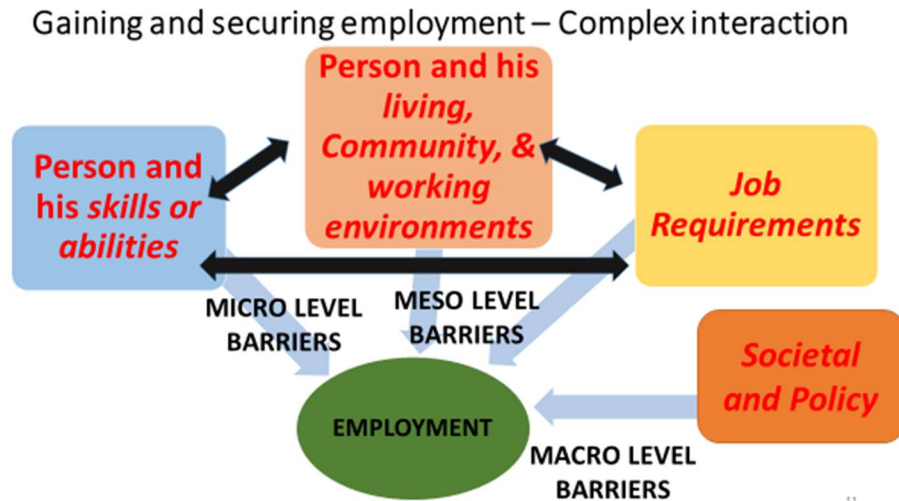 Gaining and securing employment – Complex interaction
Person and his
living,
Community, &
working
environments
Person and
his skills or
abilities
Job
Requirements
MICRO LEVEL
BARRIERS
MESO LEVEL
BARRIERS
Societal
and Policy
EMPLOYMENT
MACRO LEVEL
BARRIERS